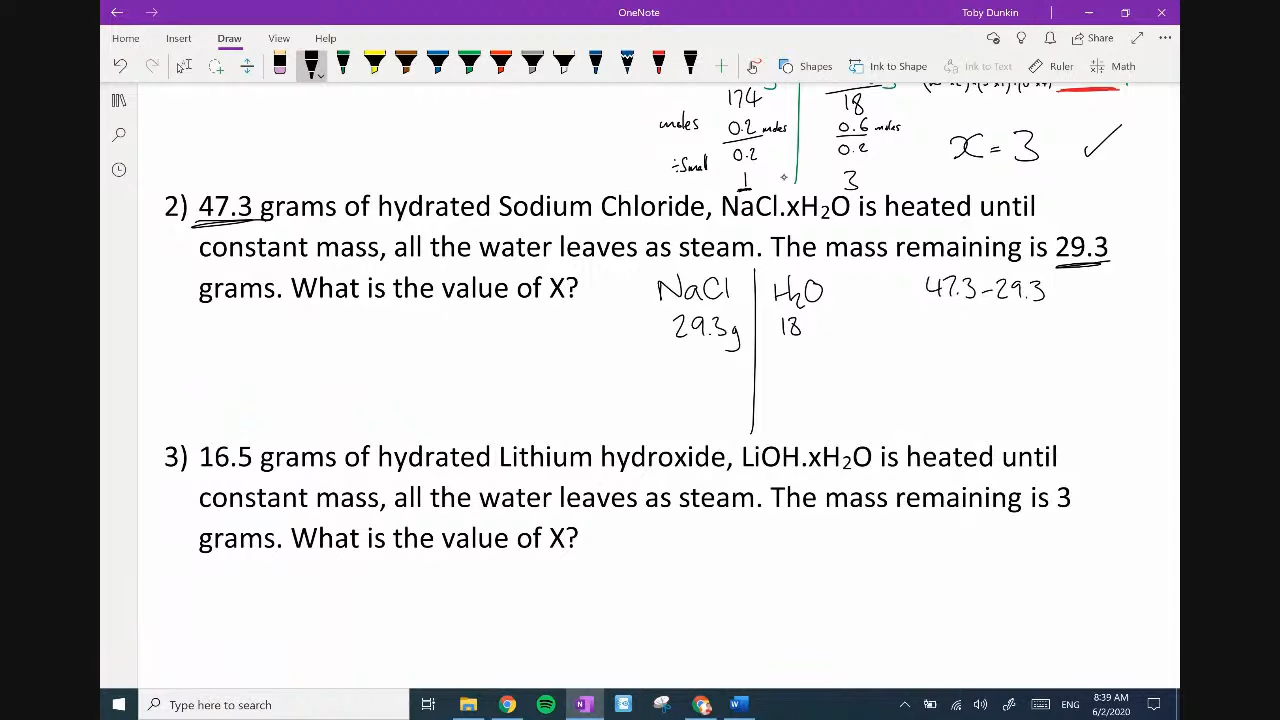 OneNote
Toby Dunkin
Home Insert Draw View Help
Share
Shapes
Ink to Shape
Ink to Text
Ruler
Math
174
18
moles
0.2 moles
0.6 moles
0.2
0.2
÷Small
1
3
x = 3
2) 47.3 grams of hydrated Sodium Chloride, NaCl.xH₂O is heated until
constant mass, all the water leaves as steam. The mass remaining is 29.3
grams. What is the value of X?
NaCl
H₂O
47.3-29.3
29.3g
18
3) 16.5 grams of hydrated Lithium hydroxide, LiOH.xH₂O is heated until
constant mass, all the water leaves as steam. The mass remaining is 3
grams. What is the value of X?
Type here to search
8:39 AM
6/2/2020